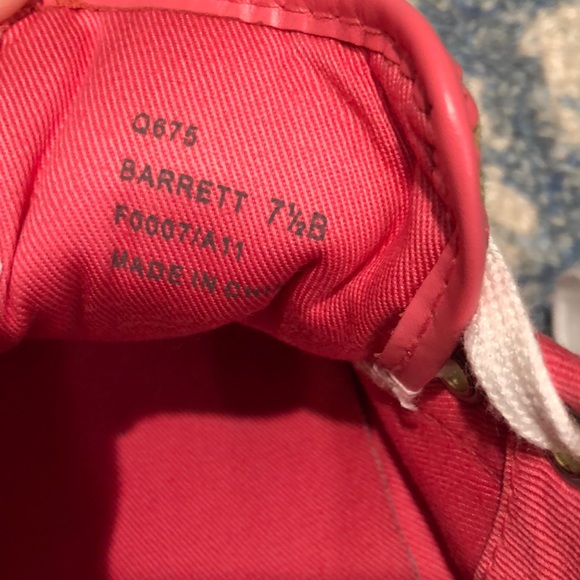 Q675
BARRETT 7½B
F0007/A11
MADE IN